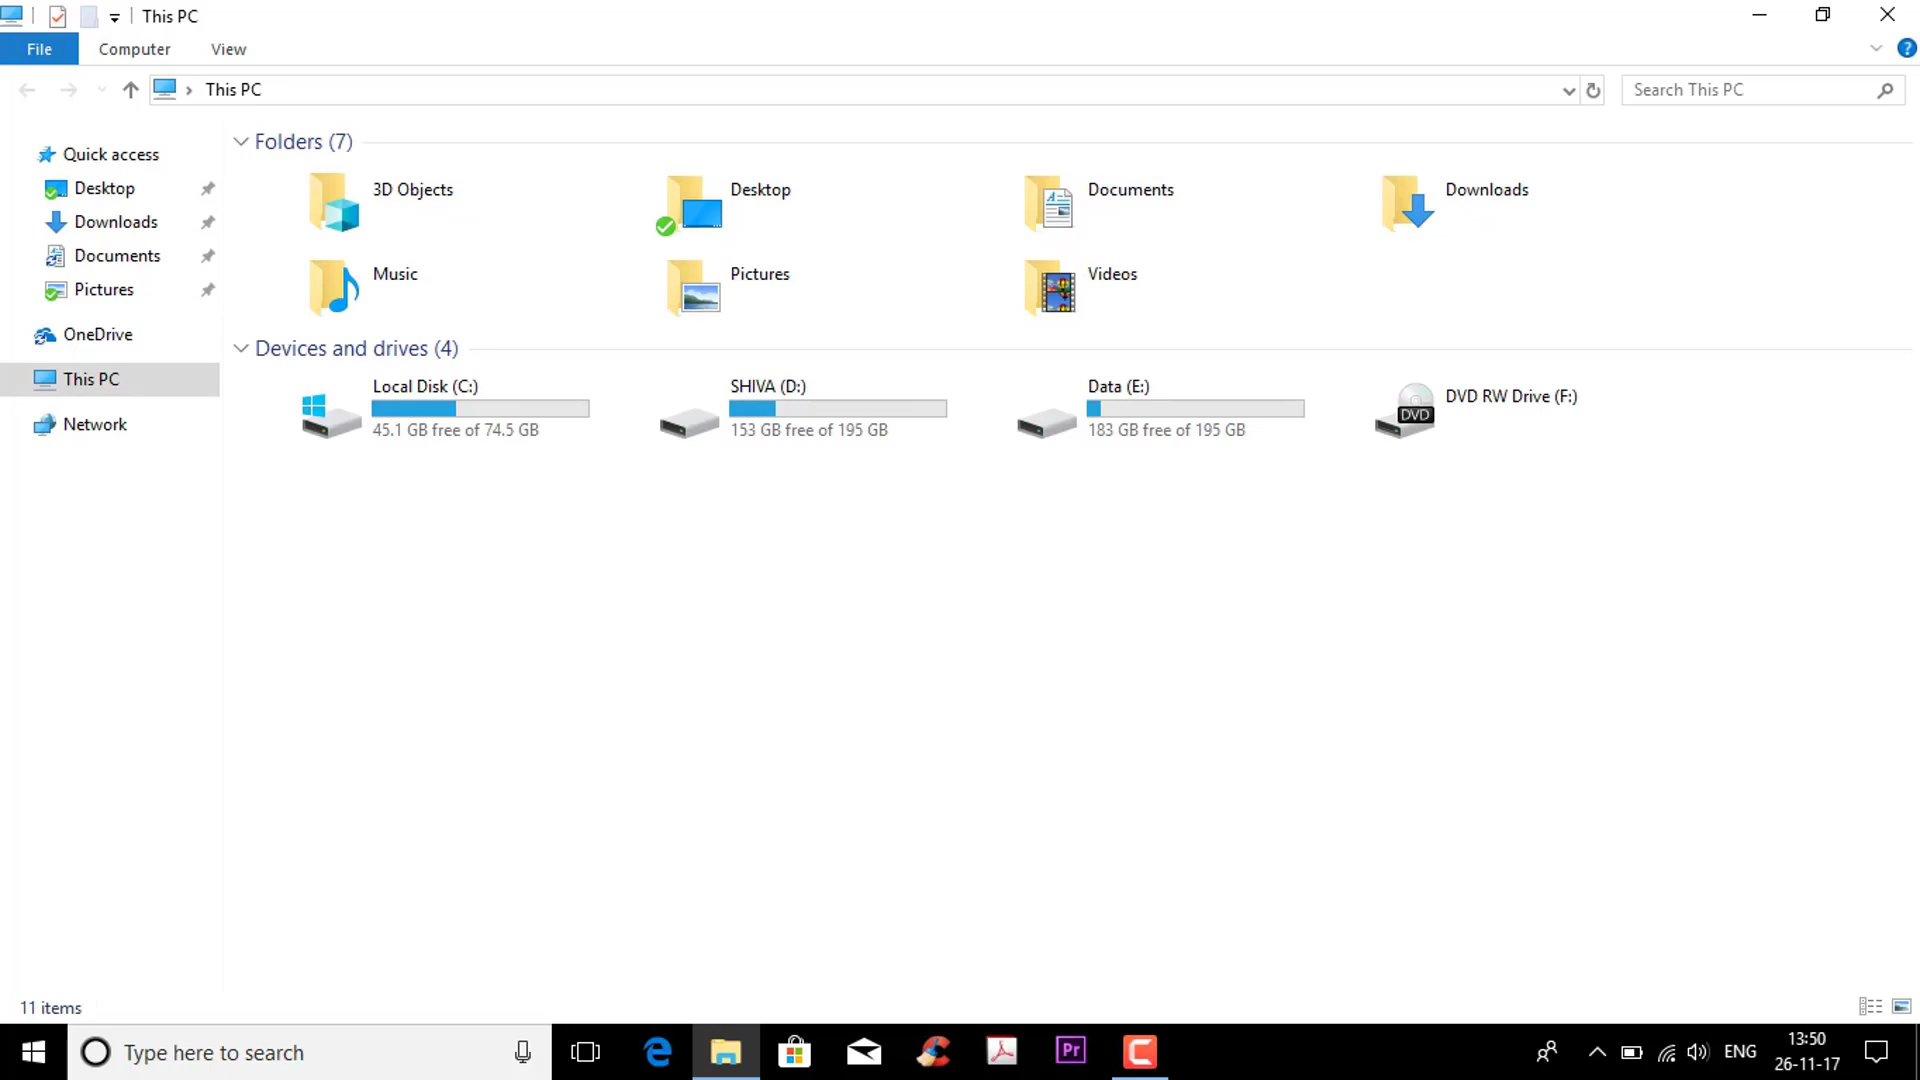 This PC
File Computer View
This PC
Search This PC
Quick access
Desktop
Downloads
Documents
Pictures
OneDrive
This PC
Network
Folders (7)
3D Objects
Desktop
Documents
Downloads
Music
Pictures
Videos
Devices and drives (4)
Local Disk (C:)
45.1 GB free of 74.5 GB
SHIVA (D:)
153 GB free of 195 GB
Data (E:)
183 GB free of 195 GB
DVD RW Drive (F:)
DVD
11 items
Type here to search
Pr
ENG
13:50
26-11-17